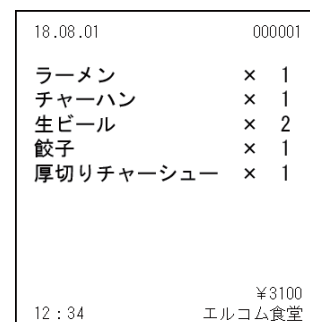 18.08.01 000001
ラーメン × 1
チャーハン × 1
生ビール × 2
餃子 × 1
厚切りチャーシュー × 1
¥3100
12：34 エルコム食堂